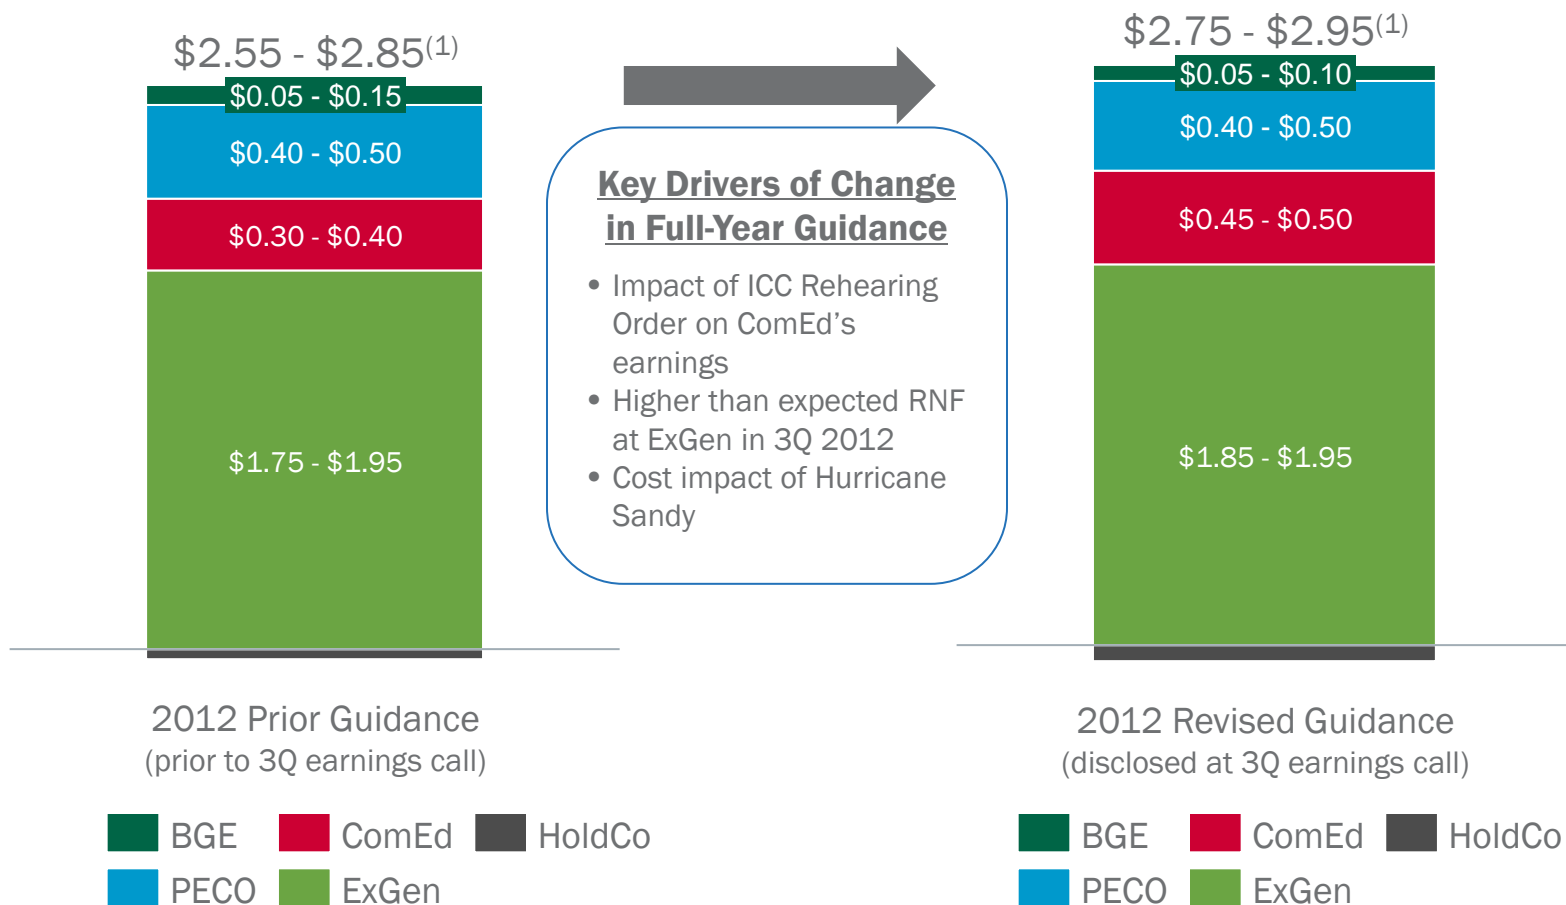 $2.55 - $2.85(1)
$0.05 - $0.15
$0.40 - $0.50
$0.30 - $0.40
$1.75 - $1.95
2012 Prior Guidance
(prior to 3Q earnings call)
BGE ComEd HoldCo
PECO ExGen
Key Drivers of Change
in Full-Year Guidance
• Impact of ICC Rehearing
Order on ComEd’s
earnings
• Higher than expected RNF
at ExGen in 3Q 2012
• Cost impact of Hurricane
Sandy
$2.75 - $2.95(1)
$0.05 - $0.10
$0.40 - $0.50
$0.45 - $0.50
$1.85 - $1.95
2012 Revised Guidance
(disclosed at 3Q earnings call)
BGE ComEd HoldCo
PECO ExGen